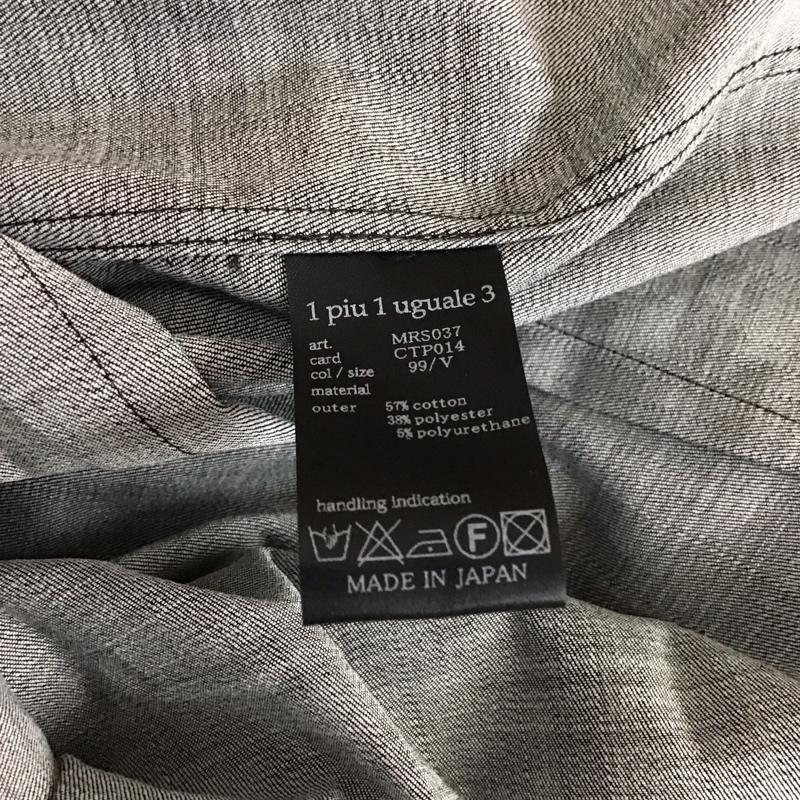 1 piu 1 uguale 3
art. MRS037
card CTP014
col / size 99/V
material
outer 57% cotton
38% polyester
5% polyurethane
handling indication
F
MADE IN JAPAN